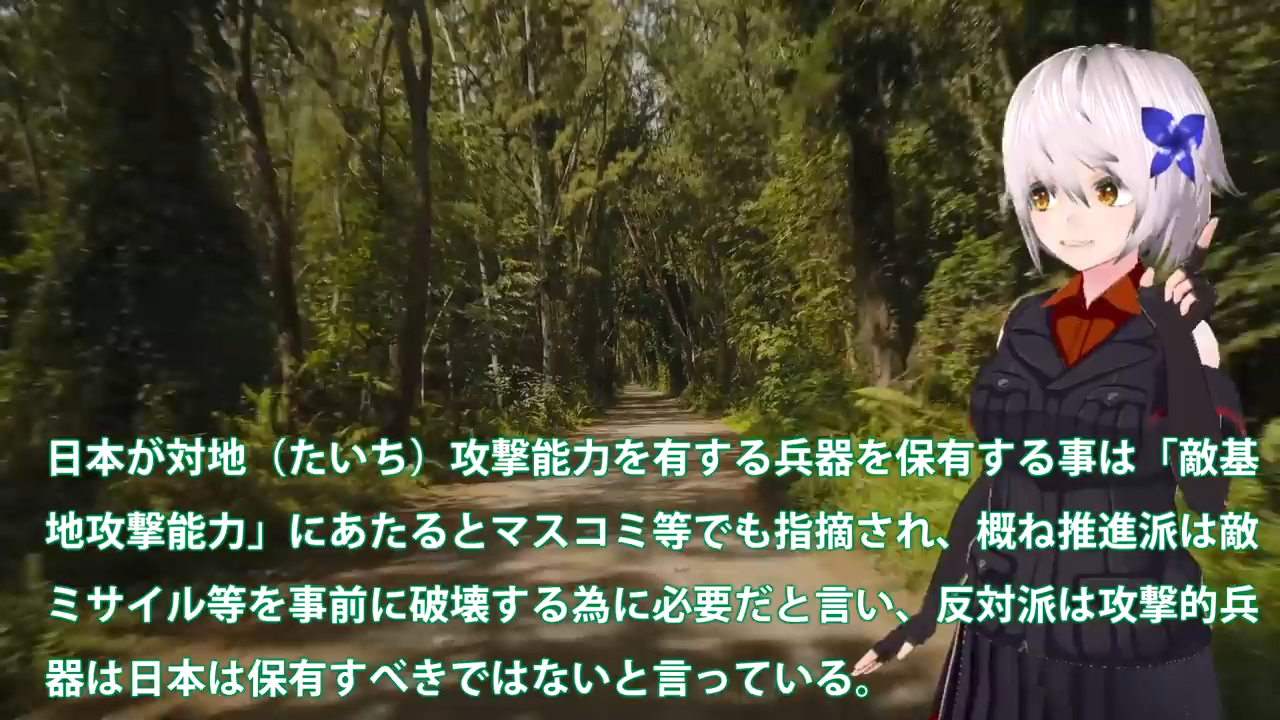 日本が対地（たいち）攻撃能力を有する兵器を保有する事は「敵基
地攻撃能力」にあたるとマスコミ等でも指摘され、概ね推進派は敵
ミサイル等を事前に破壊する為に必要だと言い、反対派は攻撃的兵
器は日本は保有すべきではないと言っている。